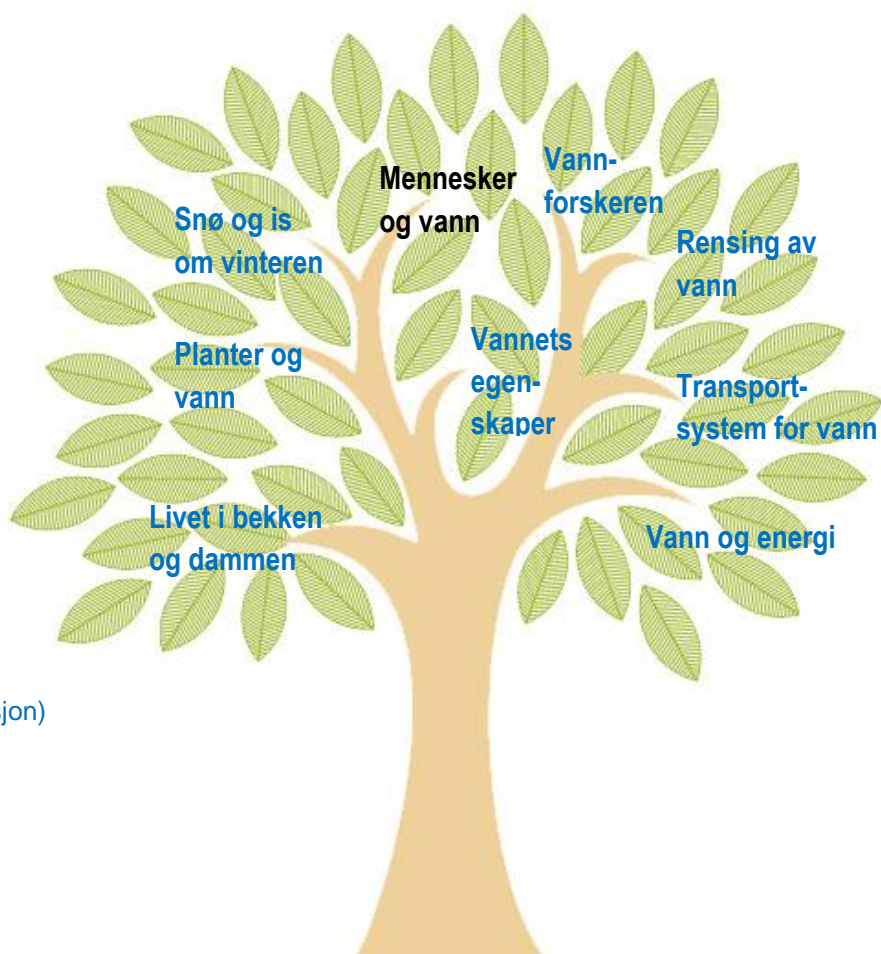 Vann-
forskeren
Mennesker
og vann
Snø og is
om vinteren
Rensing av
vann
Vannets
egen-
skaper
Planter og
vann
Transport-
system for vann
Livet i bekken
og dammen
Vann og energi
sjon)